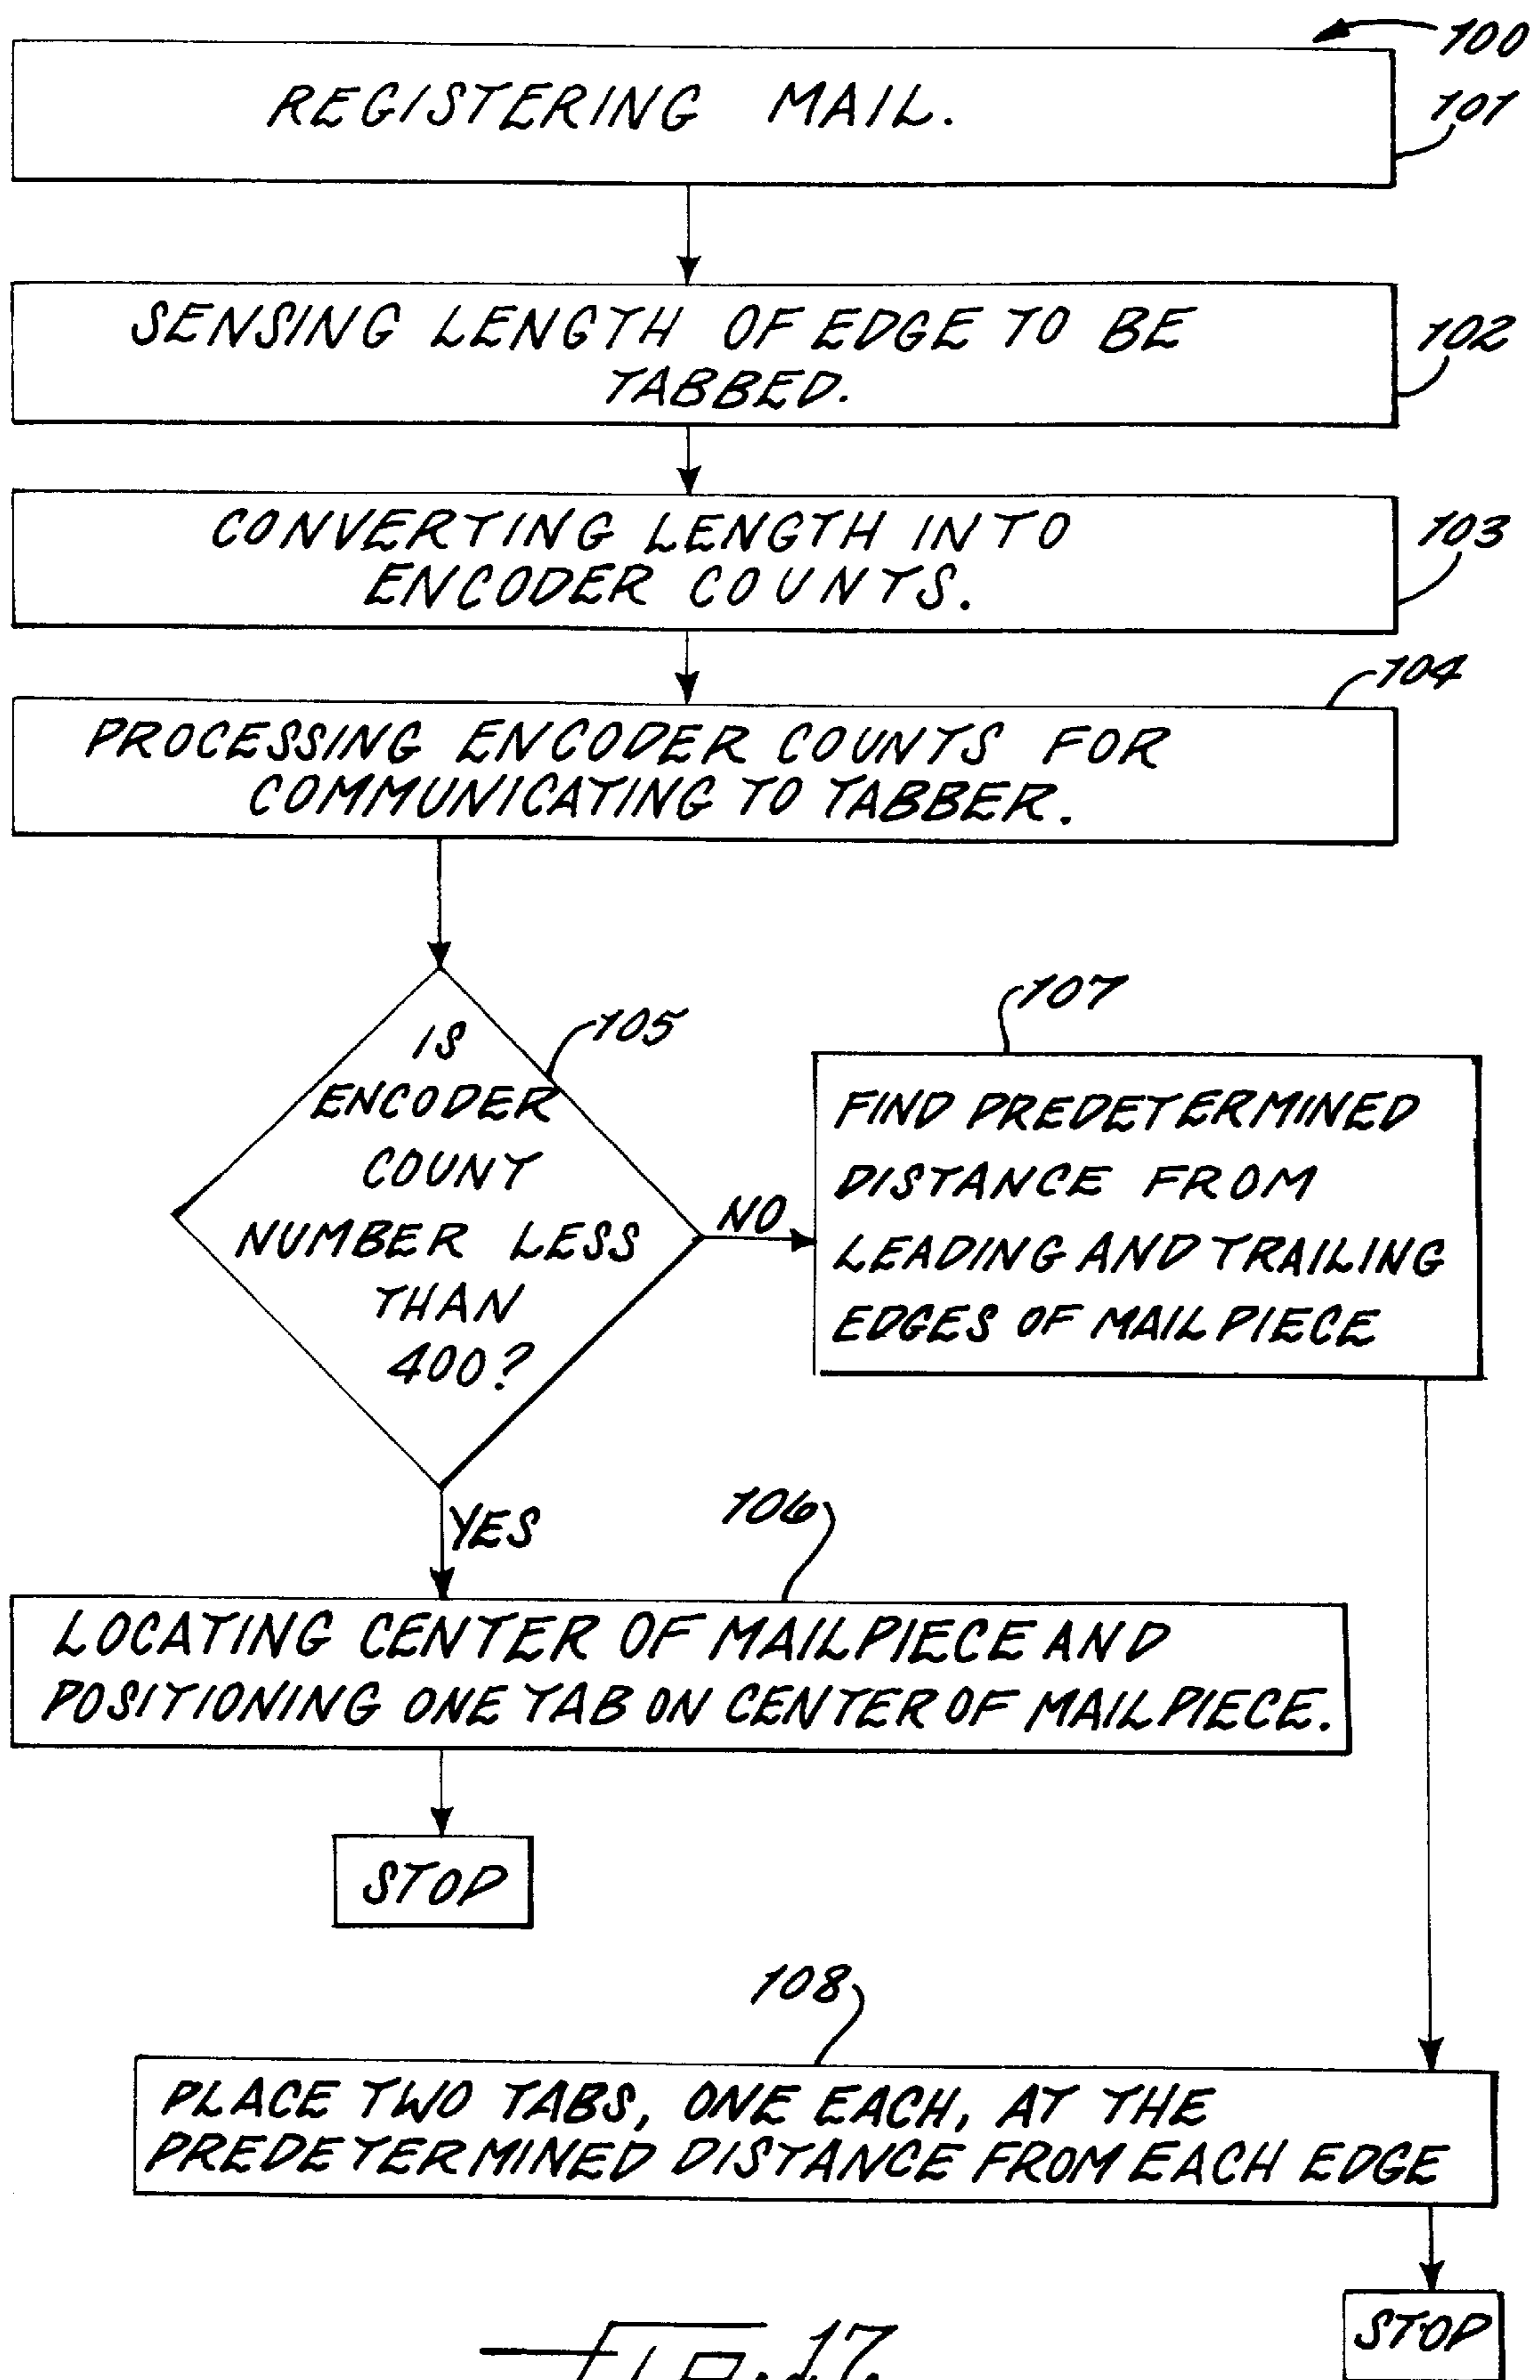 100
REGISTERING MAIL.
101
SENSING LENGTH OF EDGE TO BE
TABBED.
102
CONVERTING LENGTH INTO
ENCODER COUNTS.
103
104
PROCESSING ENCODER COUNTS FOR
COMMUNICATING TO TABBER.
105
IS
ENCODER
COUNT
NUMBER LESS
THAN
400?
NO
107
FIND PREDETERMINED
DISTANCE FROM
LEADING AND TRAILING
EDGES OF MAILPIECE
YES
106
LOCATING CENTER OF MAILPIECE AND
POSITIONING ONE TAB ON CENTER OF MAILPIECE.
STOP
108
PLACE TWO TABS, ONE EACH, AT THE
PREDETERMINED DISTANCE FROM EACH EDGE
STOP